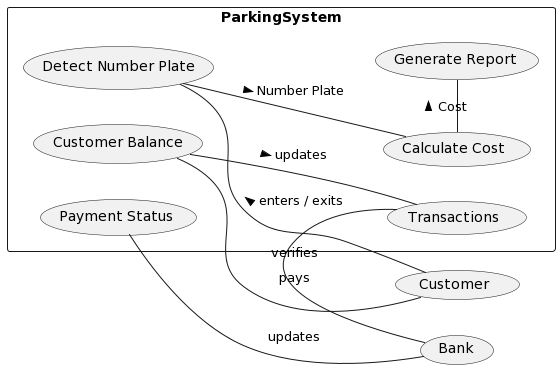 ParkingSystem
Generate Report
Detect Number Plate
Number Plate
Cost
Customer Balance
Calculate Cost
updates
enters / exits
Payment Status
Transactions
verifies
pays
Customer
updates
Bank